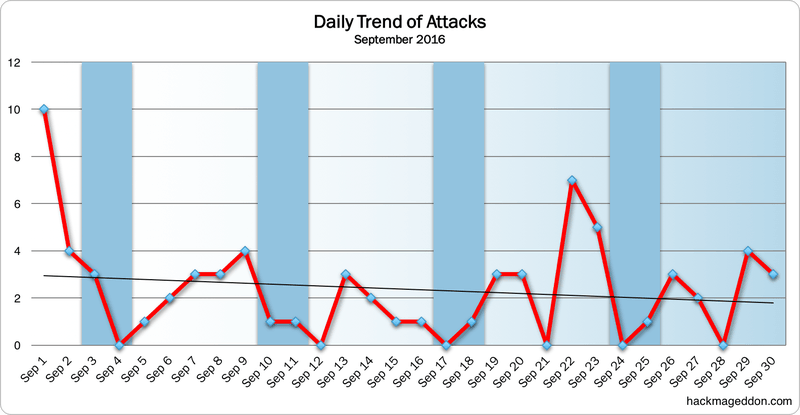 Daily Trend of Attacks
September 2016
12
10
8
6
4
2
0
Sep 1
Sep 2
Sep 3
Sep 4
Sep 5
Sep 6
Sep 7
Sep 8
Sep 9
Sep 10
Sep 11
Sep 12
Sep 13
Sep 14
Sep 15
Sep 16
Sep 17
Sep 18
Sep 19
Sep 20
Sep 21
Sep 22
Sep 23
Sep 24
Sep 25
Sep 26
Sep 27
Sep 28
Sep 29
Sep 30
hackmageddon.com